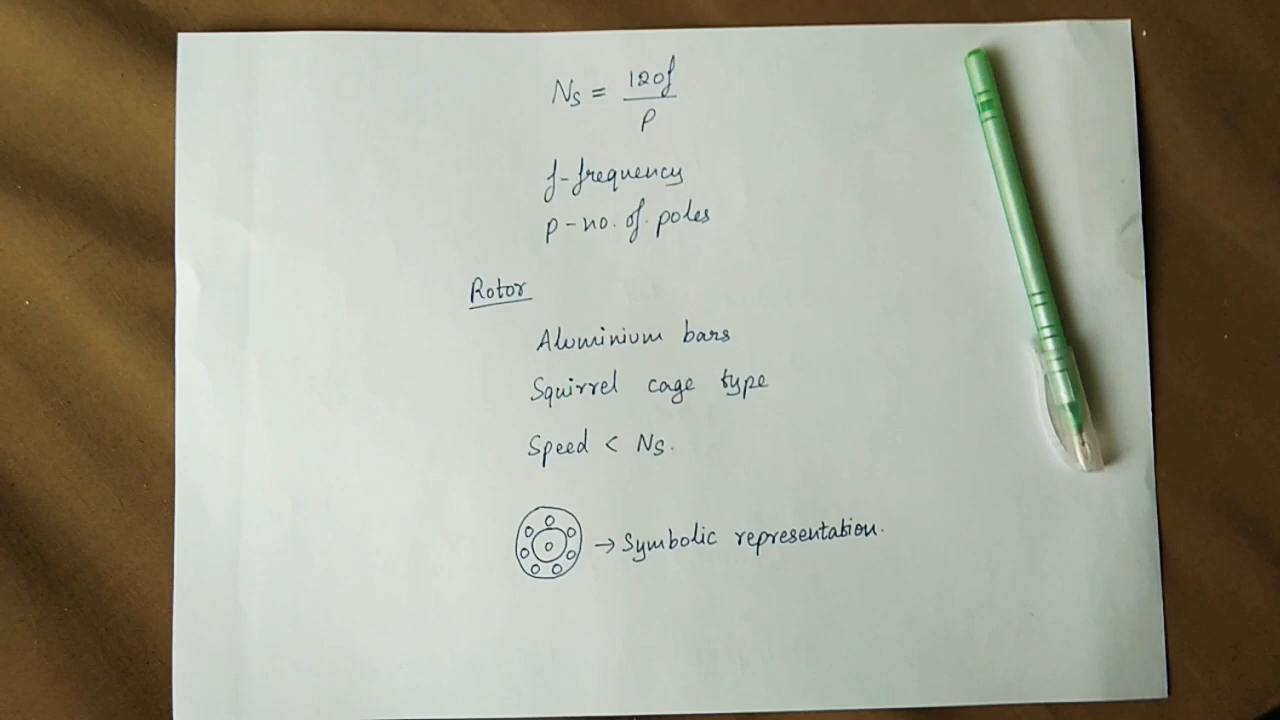 Ns = 120f / P
f - frequency
p - no. of. poles
Rotor
Aluminium bars
Squirrel cage type
Speed < Ns.
→ Symbolic representation.